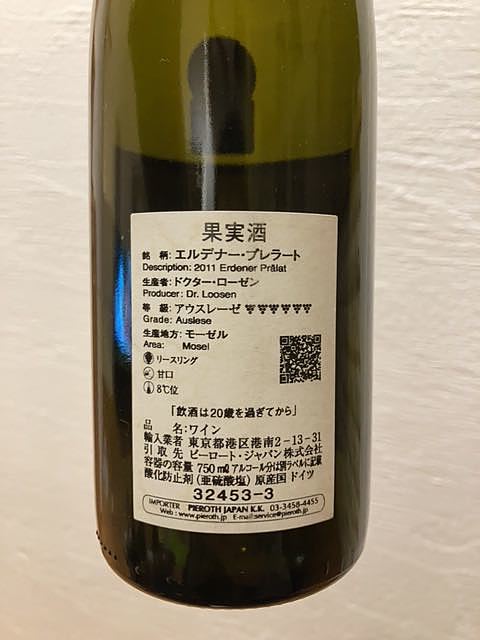 果実酒
銘 柄: エルデナー・プレラート
Description: 2011 Erdener Prälat
生産者: ドクター・ローゼン
Producer: Dr. Loosen
等 級: アウスレーゼ
Grade: Auslese
生産地方: モーゼル
Area: Mosel
リースリング
甘口
8℃位
「飲酒は20歳を過ぎてから」
品 名:ワイン
輸入業者 東京都港区港南2-13-31
引 取 先 ピーロート・ジャパン株式会社
容器の容量 750mℓ アルコール分は別ラベルに記載
酸化防止剤(亜硫酸塩)原産国 ドイツ
32453-3
IMPORTER PIEROTH JAPAN K.K. 03-3458-4455
Web : www.pieroth.jp E-mail:service@pieroth.jp